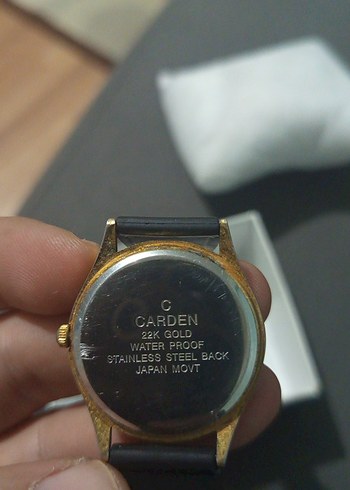 C
CARDEN
22K GOLD
WATER PROOF
STAINLESS STEEL BACK
JAPAN MOVT